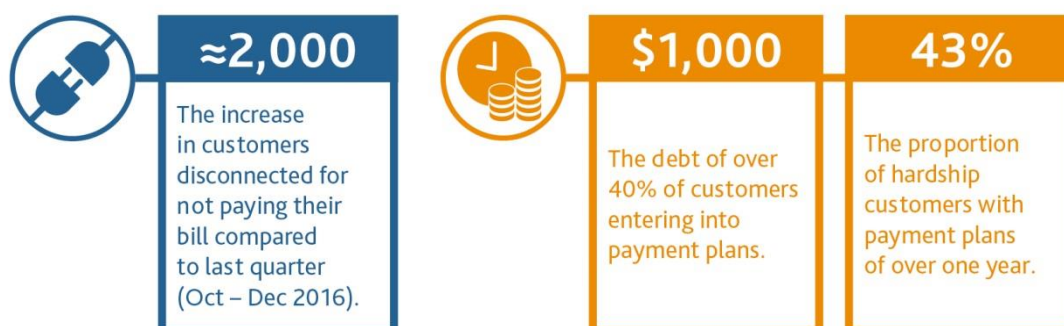 ≈2,000
The increase
in customers
disconnected for
not paying their
bill compared
to last quarter
(Oct – Dec 2016).
$1,000
The debt of over
40% of customers
entering into
payment plans.
43%
The proportion
of hardship
customers with
payment plans
of over one year.